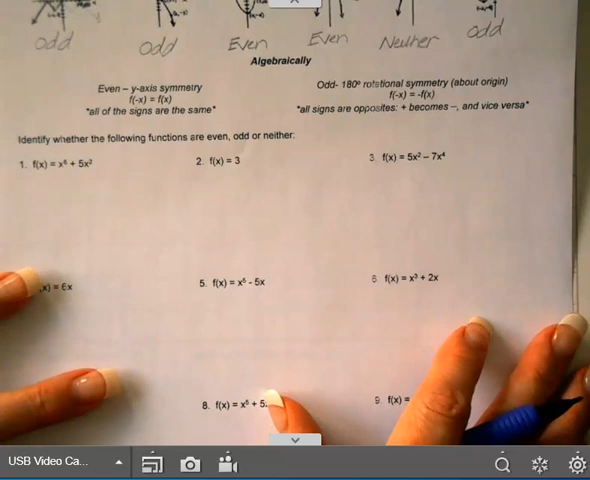 odd odd Even Even Neither odd
Algebraically
Even – y-axis symmetry
f(-x) = f(x)
*all of the signs are the same*
Odd- 180º rotational symmetry (about origin)
f(-x) = -f(x)
*all signs are opposites: + becomes –, and vice versa*
Identify whether the following functions are even, odd or neither:
1. f(x) = x⁶ + 5x²
2. f(x) = 3
3. f(x) = 5x² – 7x⁴
x) = 6x
5. f(x) = x⁵ - 5x
6 f(x) = x³ + 2x
8. f(x) = x⁵ + 5
9. f(x) =
USB Video Ca...